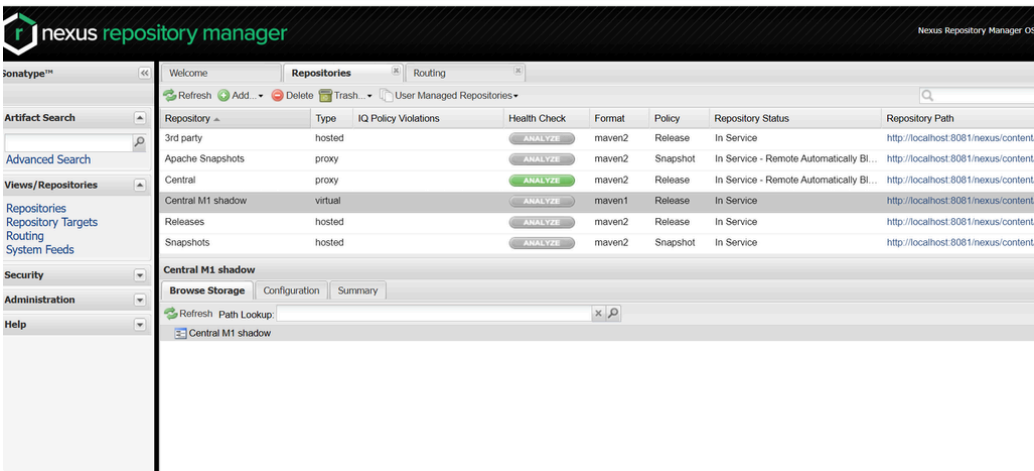 nexus repository manager
Nexus Repository Manager OS
Sonatype™
Welcome Repositories Routing
Refresh Add... Delete Trash... User Managed Repositories
Artifact Search
Advanced Search
Views/Repositories
Repositories
Repository Targets
Routing
System Feeds
Security
Administration
Help
Repository Type IQ Policy Violations Health Check Format Policy Repository Status Repository Path
3rd party hosted ANALYZE maven2 Release In Service http://localhost:8081/nexus/content
Apache Snapshots proxy ANALYZE maven2 Snapshot In Service - Remote Automatically Bl... http://localhost:8081/nexus/content
Central proxy ANALYZE maven2 Release In Service - Remote Automatically Bl... http://localhost:8081/nexus/content
Central M1 shadow virtual ANALYZE maven1 Release In Service http://localhost:8081/nexus/content
Releases hosted ANALYZE maven2 Release In Service http://localhost:8081/nexus/content
Snapshots hosted ANALYZE maven2 Snapshot In Service http://localhost:8081/nexus/content
Central M1 shadow
Browse Storage Configuration Summary
Refresh Path Lookup:
Central M1 shadow